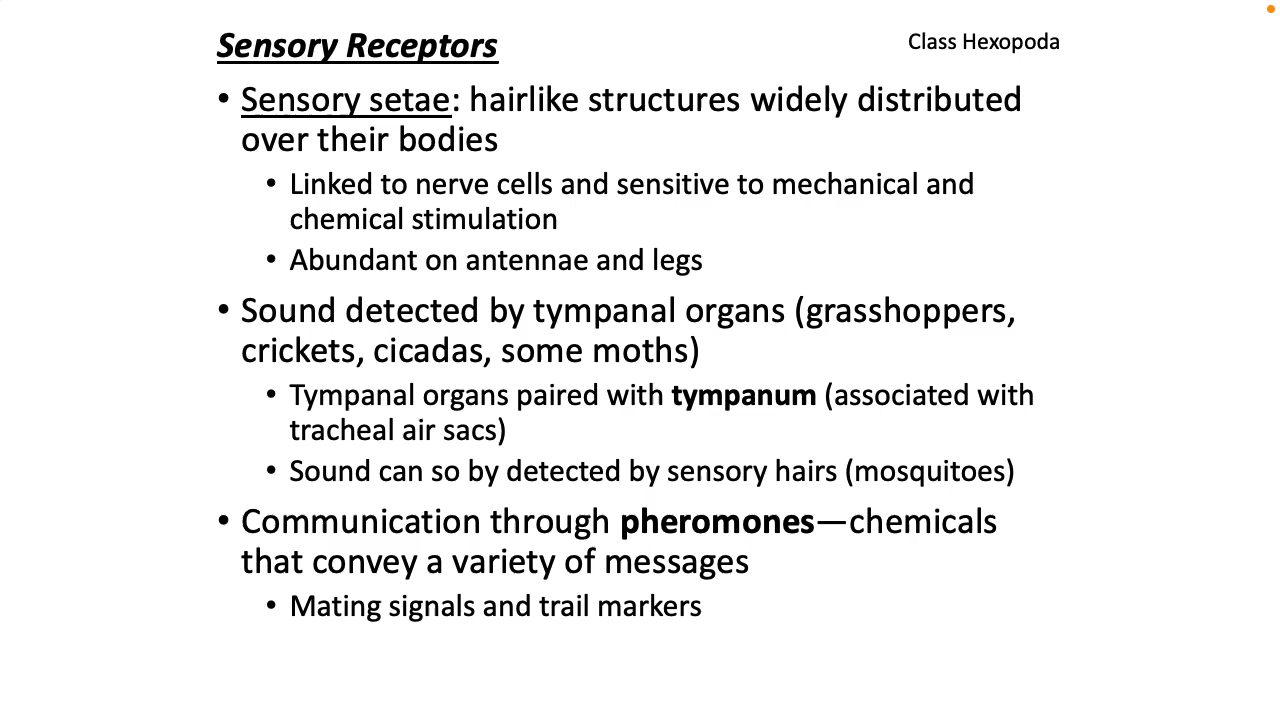 Sensory Receptors
Class Hexopoda
• Sensory setae: hairlike structures widely distributed
over their bodies
• Linked to nerve cells and sensitive to mechanical and
chemical stimulation
• Abundant on antennae and legs
• Sound detected by tympanal organs (grasshoppers,
crickets, cicadas, some moths)
• Tympanal organs paired with tympanum (associated with
tracheal air sacs)
• Sound can so by detected by sensory hairs (mosquitoes)
• Communication through pheromones—chemicals
that convey a variety of messages
• Mating signals and trail markers